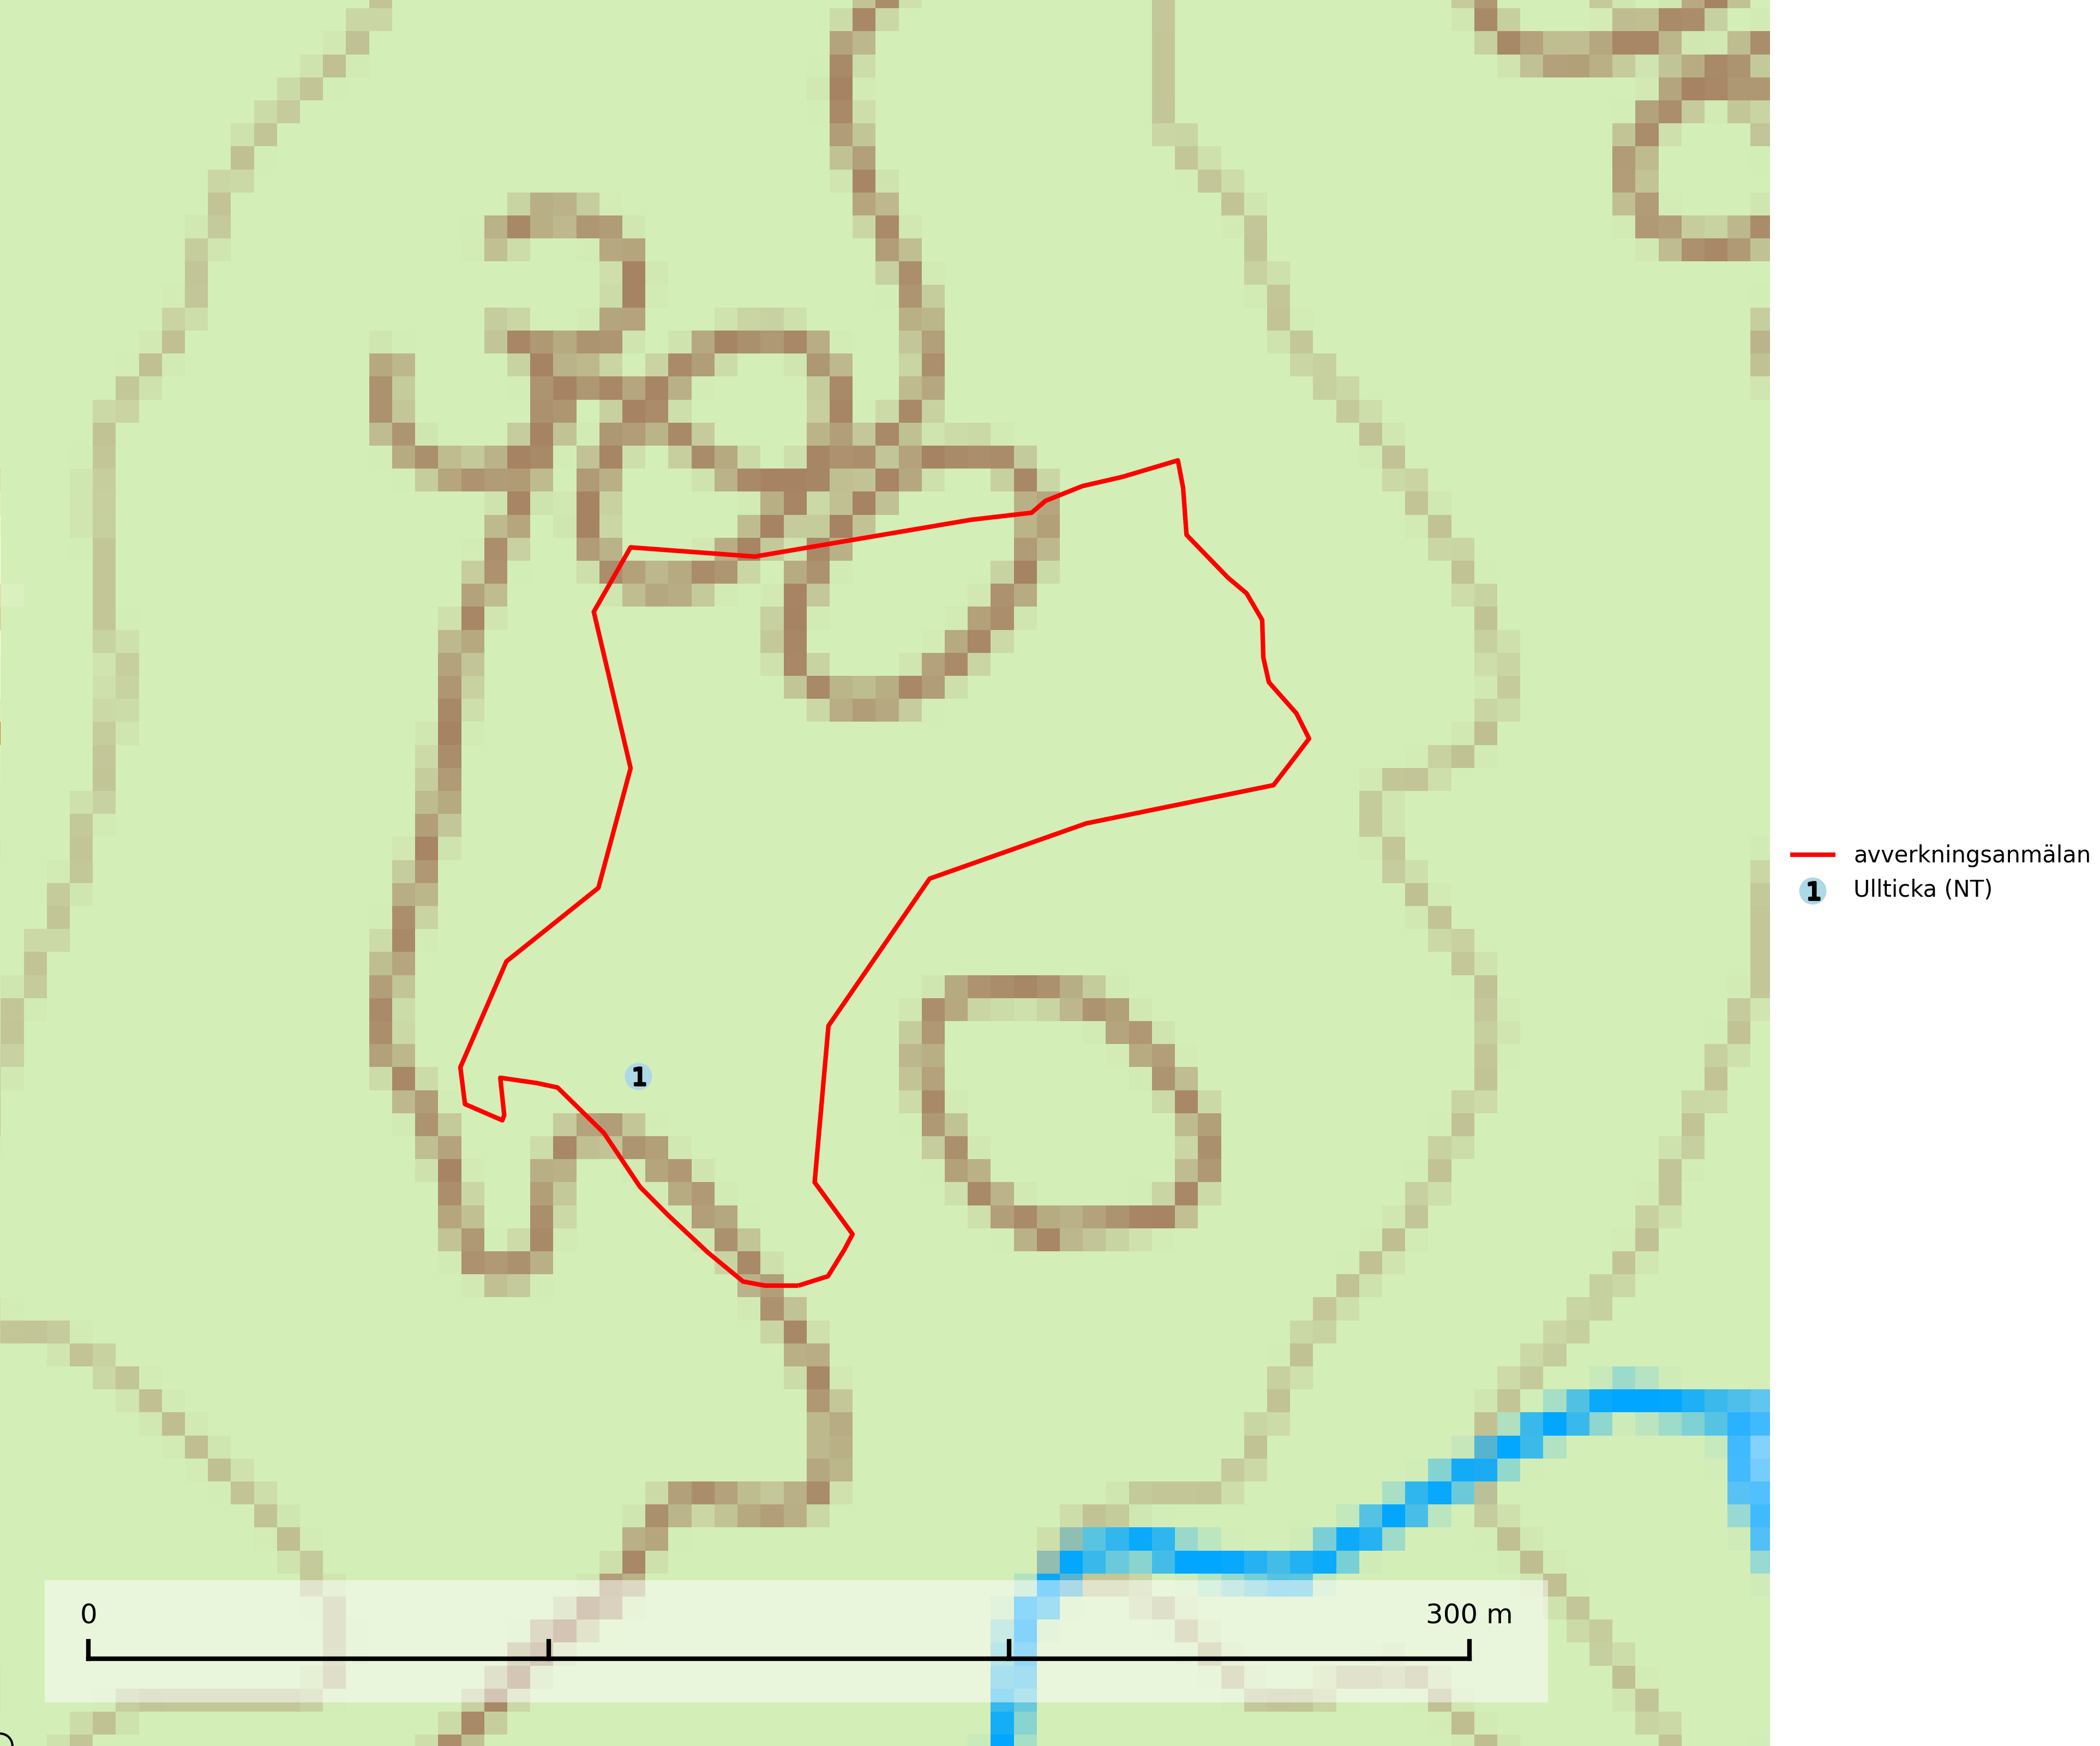 1
avverkningsanmälan
1 Ullticka (NT)
0 300 m